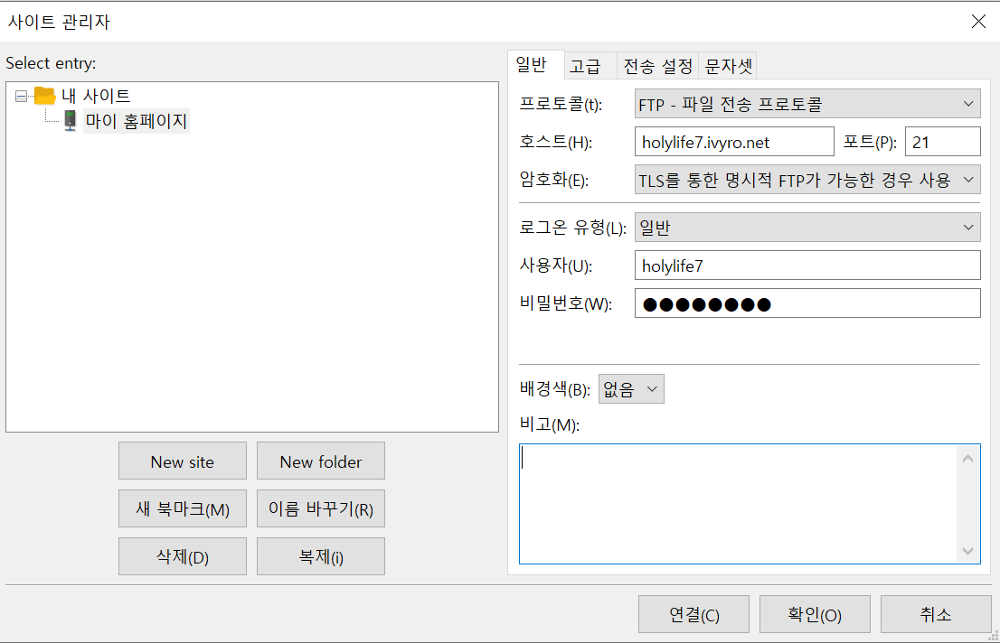 사이트 관리자
Select entry:
내 사이트
마이 홈페이지
New site New folder
새 북마크(M) 이름 바꾸기(R)
삭제(D) 복제(i)
일반 고급 전송 설정 문자셋
프로토콜(t): FTP - 파일 전송 프로토콜
호스트(H): holylife7.ivyro.net 포트(P): 21
암호화(E): TLS를 통한 명시적 FTP가 가능한 경우 사용
로그온 유형(L): 일반
사용자(U): holylife7
비밀번호(W): ●●●●●●●●
배경색(B): 없음
비고(M):
연결(C) 확인(O) 취소